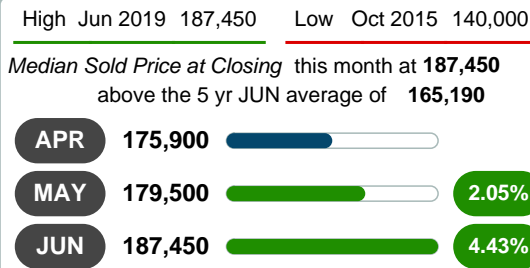 High Jun 2019 187,450 Low Oct 2015 140,000
Median Sold Price at Closing this month at 187,450
above the 5 yr JUN average of 165,190
APR 175,900
MAY 179,500 2.05%
JUN 187,450 4.43%